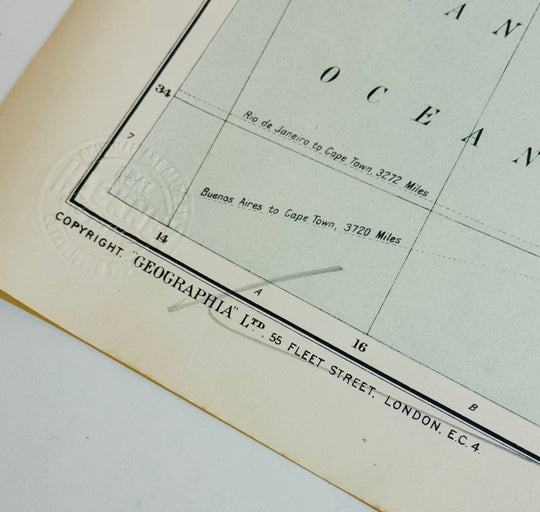 A N
O C E A N
34
Rio de Janeiro to Cape Town, 3272 Miles
7
Buenos Aires to Cape Town, 3720 Miles
14
A
16
B
COPYRIGHT. "GEOGRAPHIA" LTD. 55 FLEET STREET, LONDON, E.C.4.